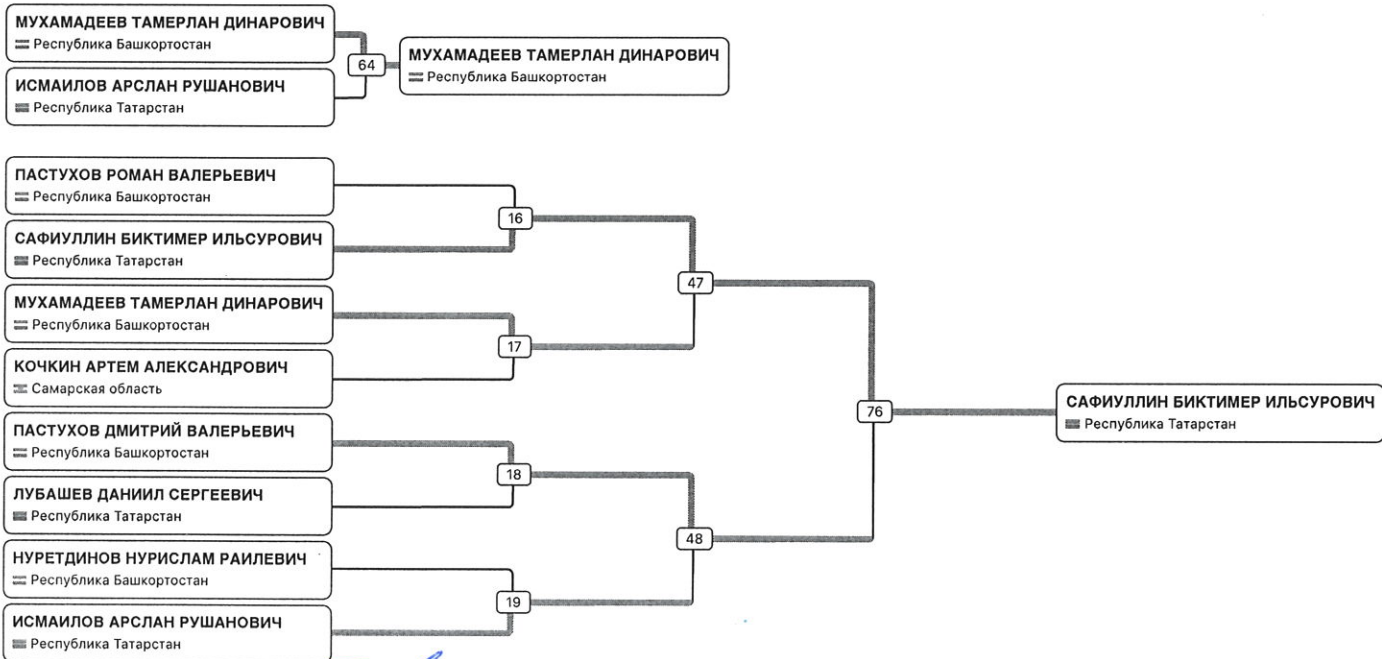 МУХАМАДЕЕВ ТАМЕРЛАН ДИНАРОВИЧ
Республика Башкортостан
ИСМАИЛОВ АРСЛАН РУШАНОВИЧ
Республика Татарстан
64
МУХАМАДЕЕВ ТАМЕРЛАН ДИНАРОВИЧ
Республика Башкортостан
ПАСТУХОВ РОМАН ВАЛЕРЬЕВИЧ
Республика Башкортостан
САФИУЛЛИН БИКТИМЕР ИЛЬСУРОВИЧ
Республика Татарстан
МУХАМАДЕЕВ ТАМЕРЛАН ДИНАРОВИЧ
Республика Башкортостан
КОЧКИН АРТЕМ АЛЕКСАНДРОВИЧ
Самарская область
ПАСТУХОВ ДМИТРИЙ ВАЛЕРЬЕВИЧ
Республика Башкортостан
ЛУБАШЕВ ДАНИИЛ СЕРГЕЕВИЧ
Республика Татарстан
НУРЕТДИНОВ НУРИСЛАМ РАИЛЕВИЧ
Республика Башкортостан
ИСМАИЛОВ АРСЛАН РУШАНОВИЧ
Республика Татарстан
16
17
18
19
47
48
76
САФИУЛЛИН БИКТИМЕР ИЛЬСУРОВИЧ
Республика Татарстан